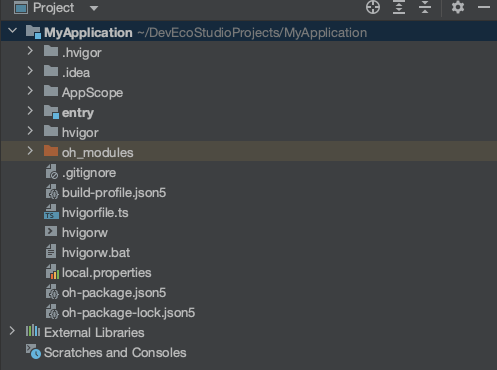 Project
MyApplication ~/DevEcoStudioProjects/MyApplication
.hvigor
.idea
AppScope
entry
hvigor
oh_modules
.gitignore
build-profile.json5
hvigorfile.ts
hvigorw
hvigorw.bat
local.properties
oh-package.json5
oh-package-lock.json5
External Libraries
Scratches and Consoles